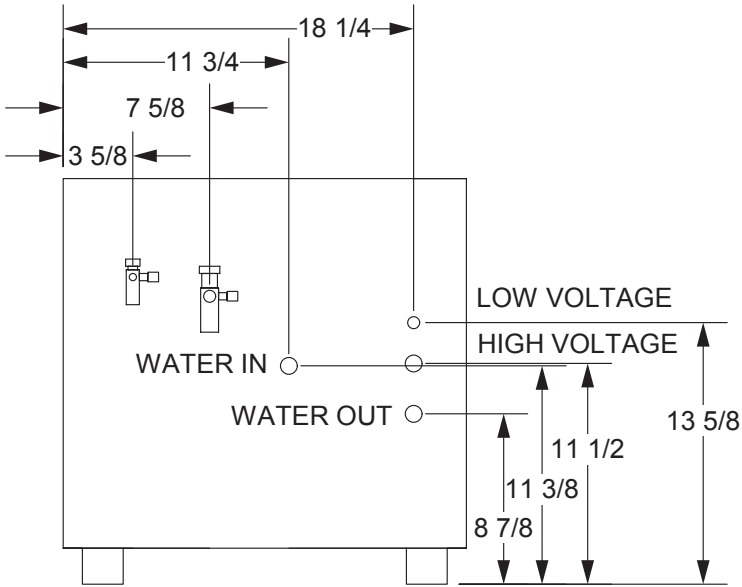 18 1/4
11 3/4
7 5/8
3 5/8
LOW VOLTAGE
HIGH VOLTAGE
WATER IN
WATER OUT
13 5/8
11 1/2
11 3/8
8 7/8